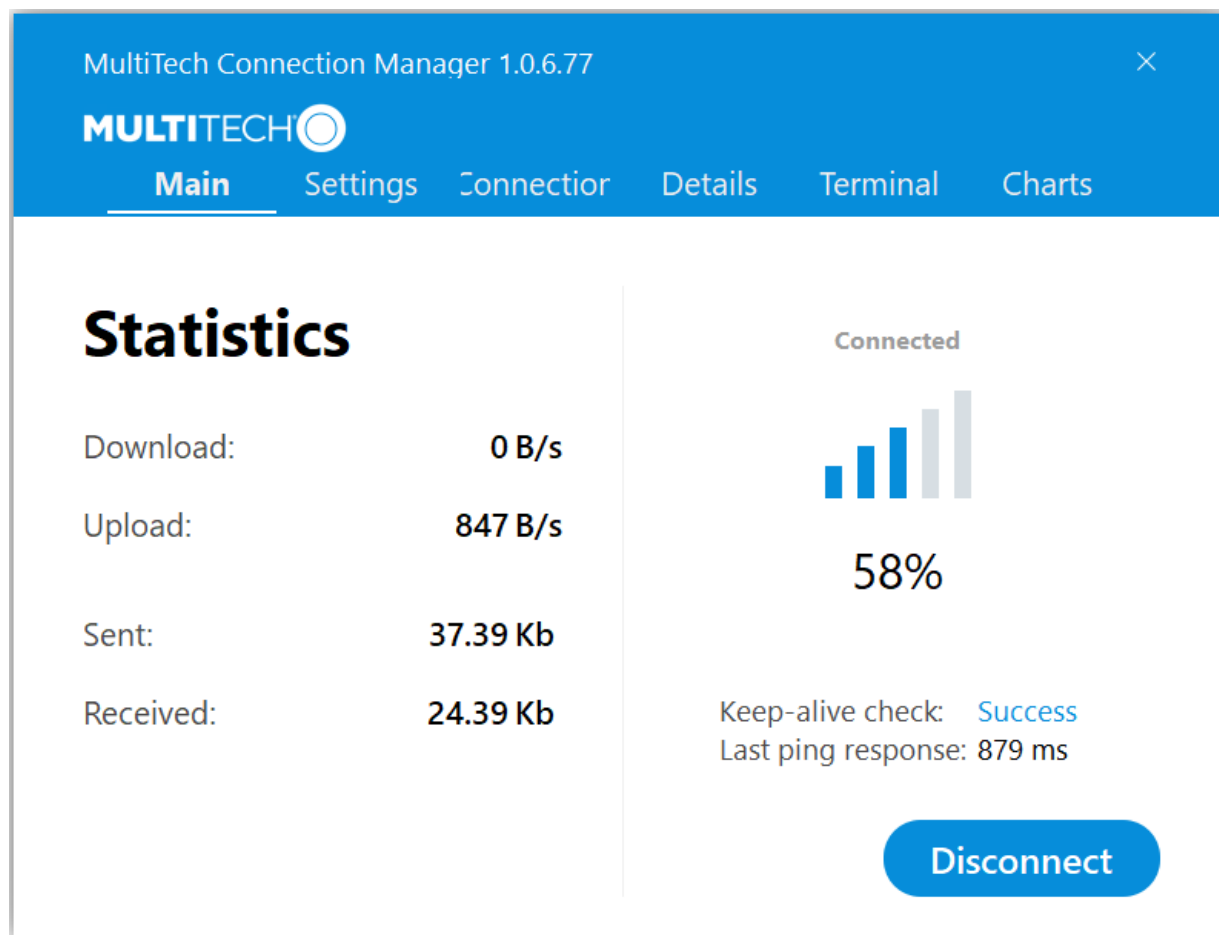 MultiTech Connection Manager 1.0.6.77
MULTITECH
Main Settings Connection Details Terminal Charts
Statistics
Download: 0 B/s
Upload: 847 B/s
Sent: 37.39 Kb
Received: 24.39 Kb
Connected
58%
Keep-alive check: Success
Last ping response: 879 ms
Disconnect